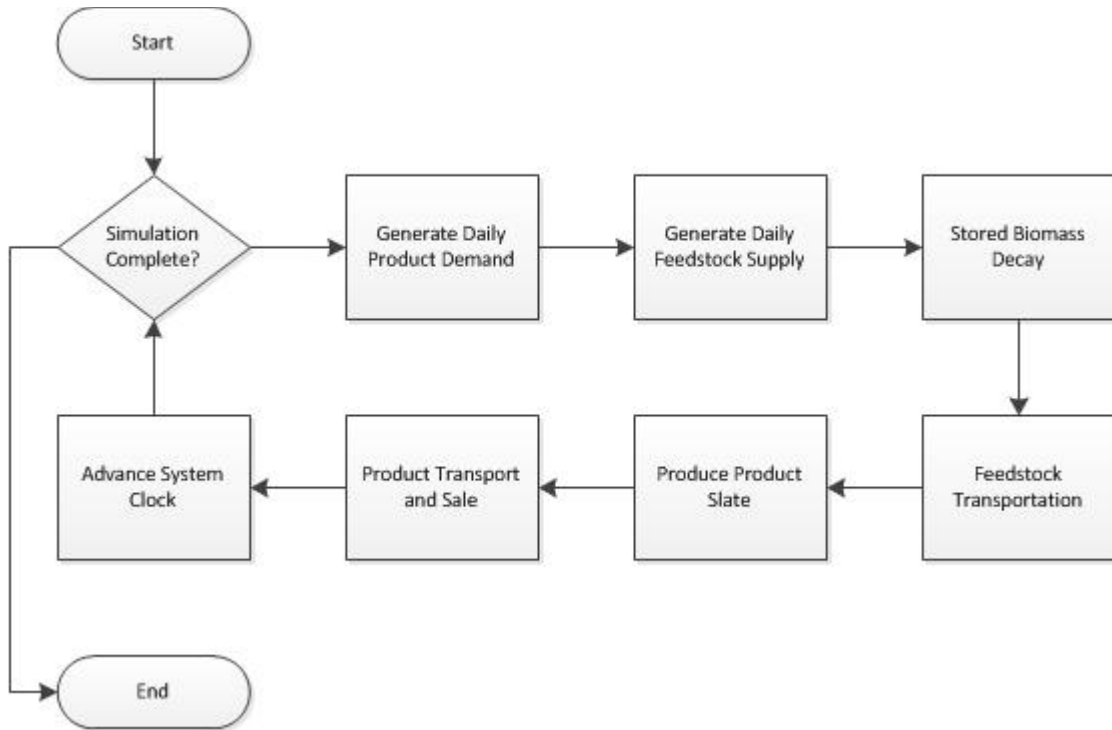 Start
Simulation
Complete?
Generate Daily
Product Demand
Generate Daily
Feedstock Supply
Stored Biomass
Decay
Feedstock
Transportation
Produce Product
Slate
Product Transport
and Sale
Advance System
Clock
End